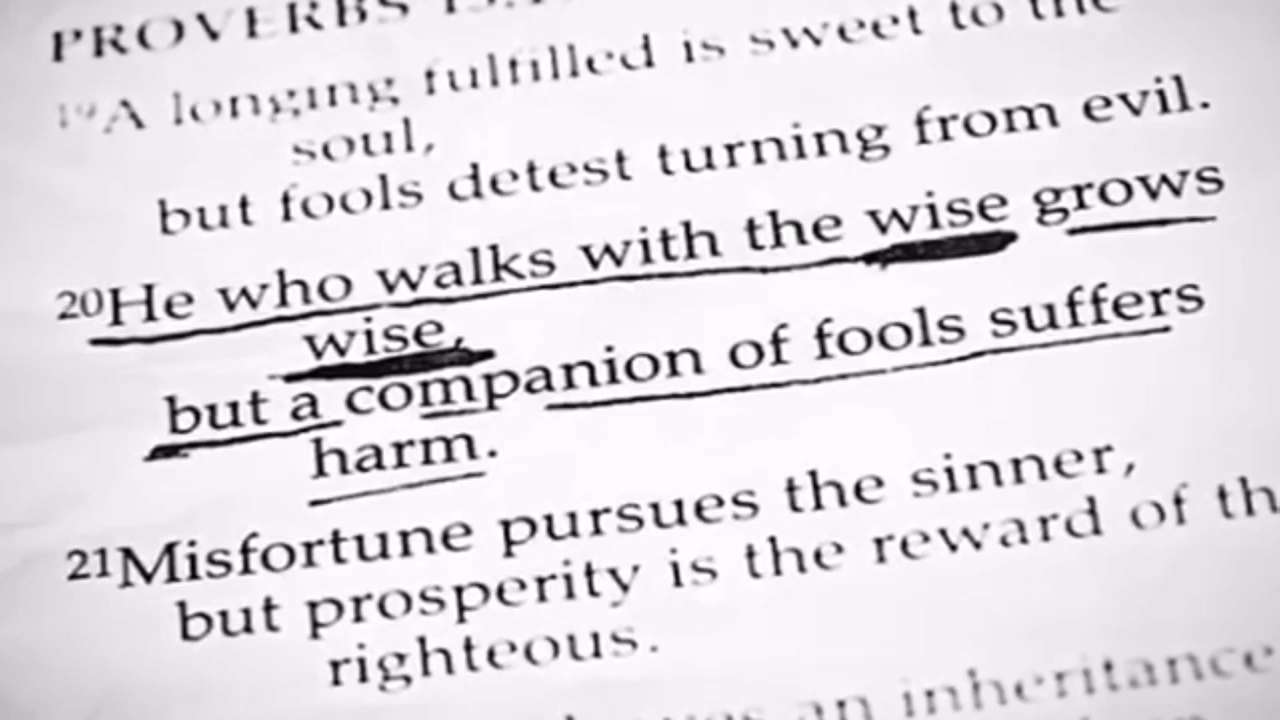 PROVERBS
19A longing fulfilled is sweet to the
soul,
but fools detest turning from evil.
20He who walks with the wise grows
wise,
but a companion of fools suffers
harm.
21Misfortune pursues the sinner,
but prosperity is the reward of th
righteous.
an inheritance